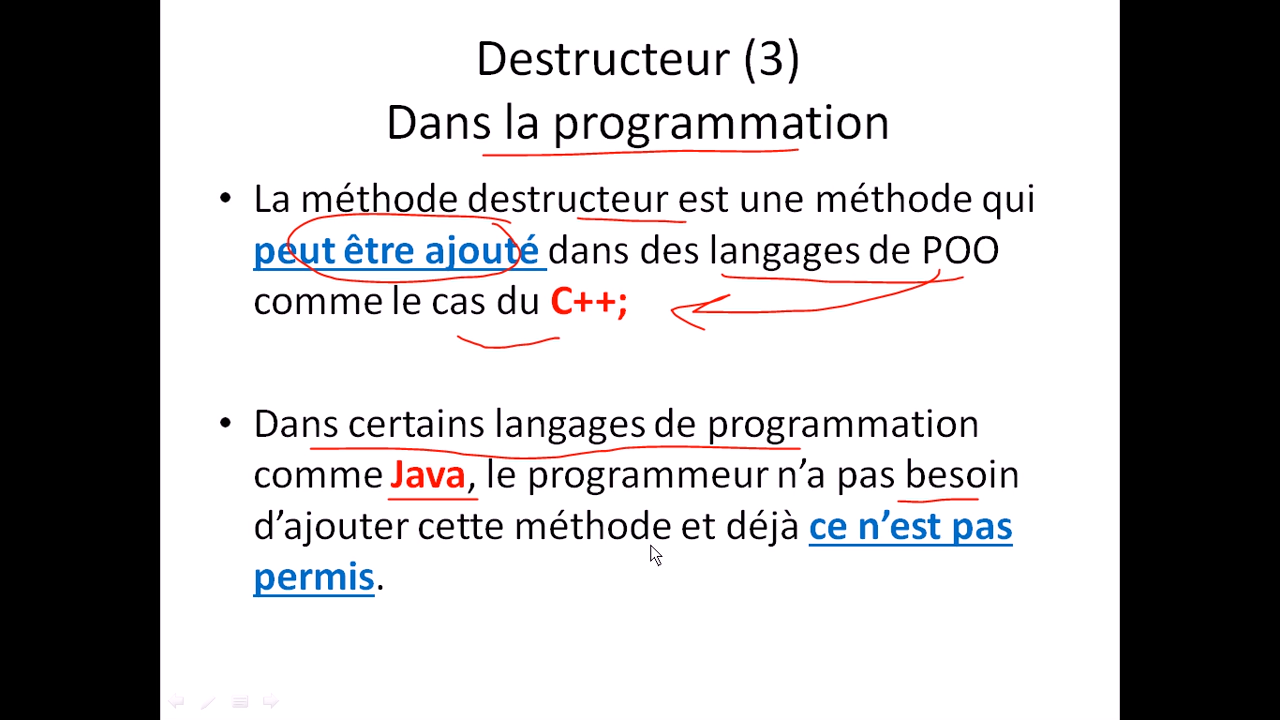 Destructeur (3)
Dans la programmation
• La méthode destructeur est une méthode qui
peut être ajouté dans des langages de POO
comme le cas du C++;
• Dans certains langages de programmation
comme Java, le programmeur n’a pas besoin
d’ajouter cette méthode et déjà ce n’est pas
permis.